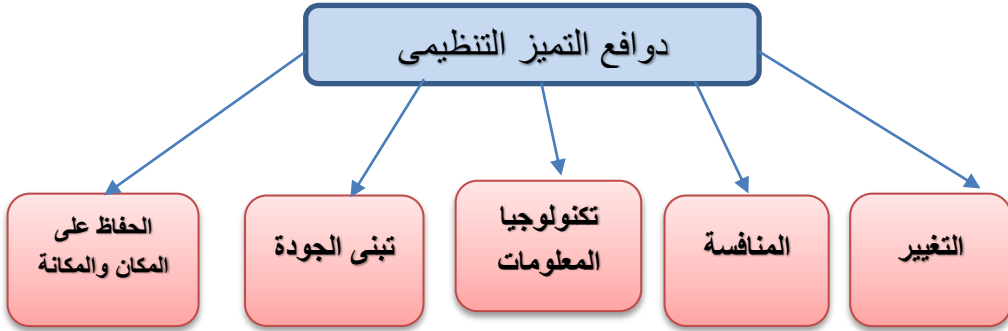 دوافع التميز التنظيمى
التغيير
المنافسة
تكنولوجيا
المعلومات
تبنى الجودة
الحفاظ على
المكان والمكانة